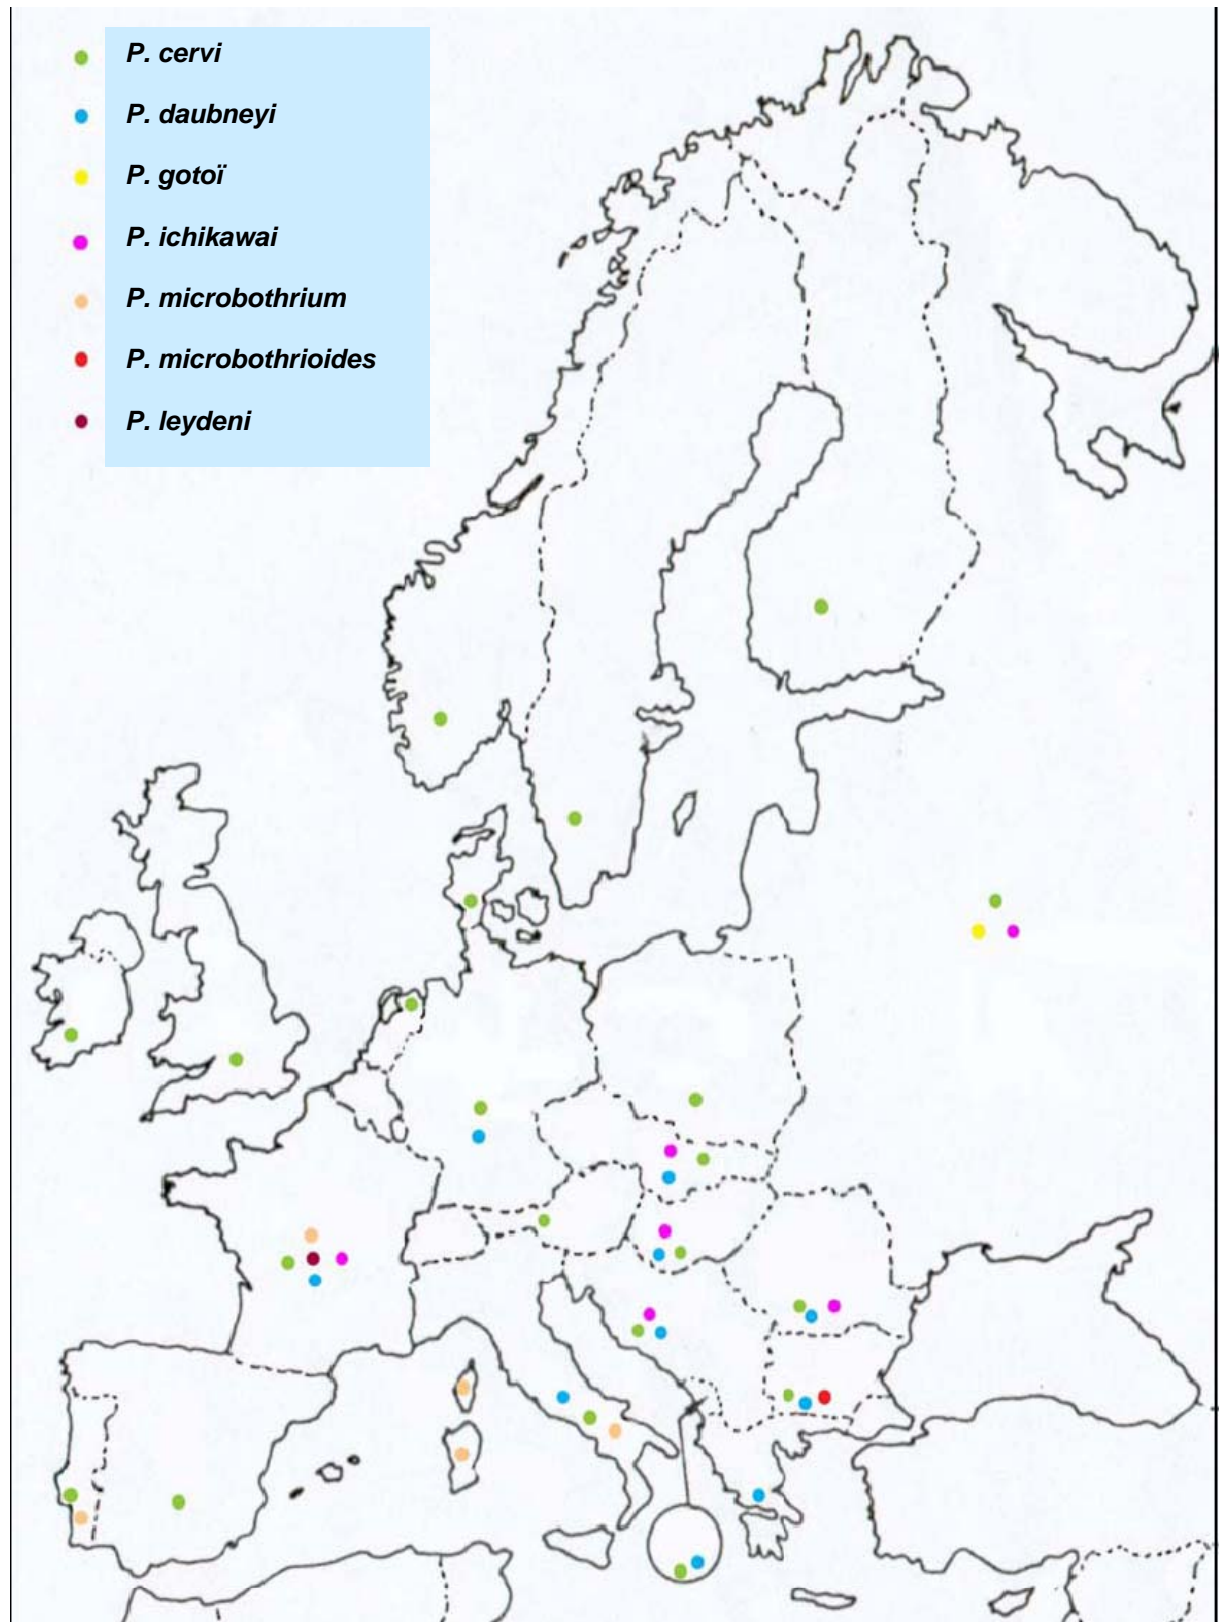 P. cervi
P. daubneyi
P. gotoï
P. ichikawai
P. microbothrium
P. microbothrioides
P. leydeni